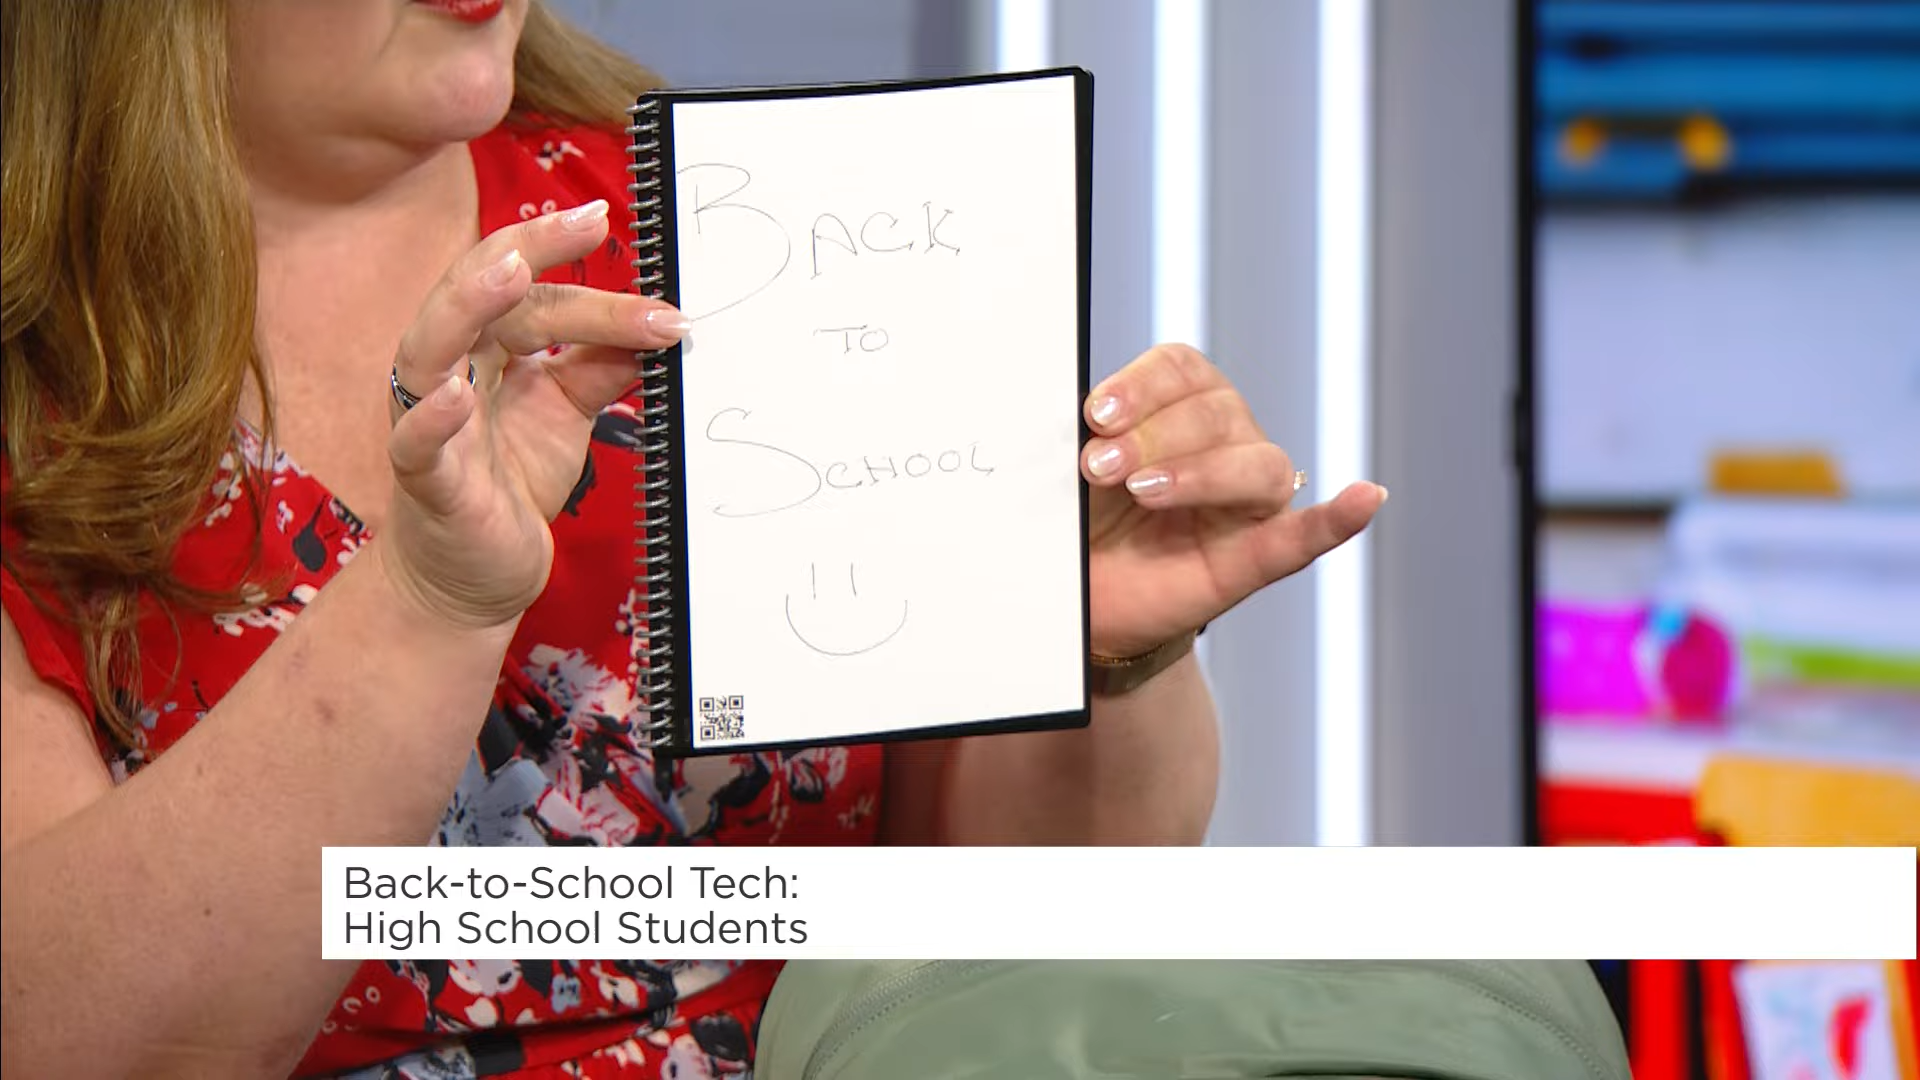 BACK
TO
SCHOOL
Back-to-School Tech:
High School Students